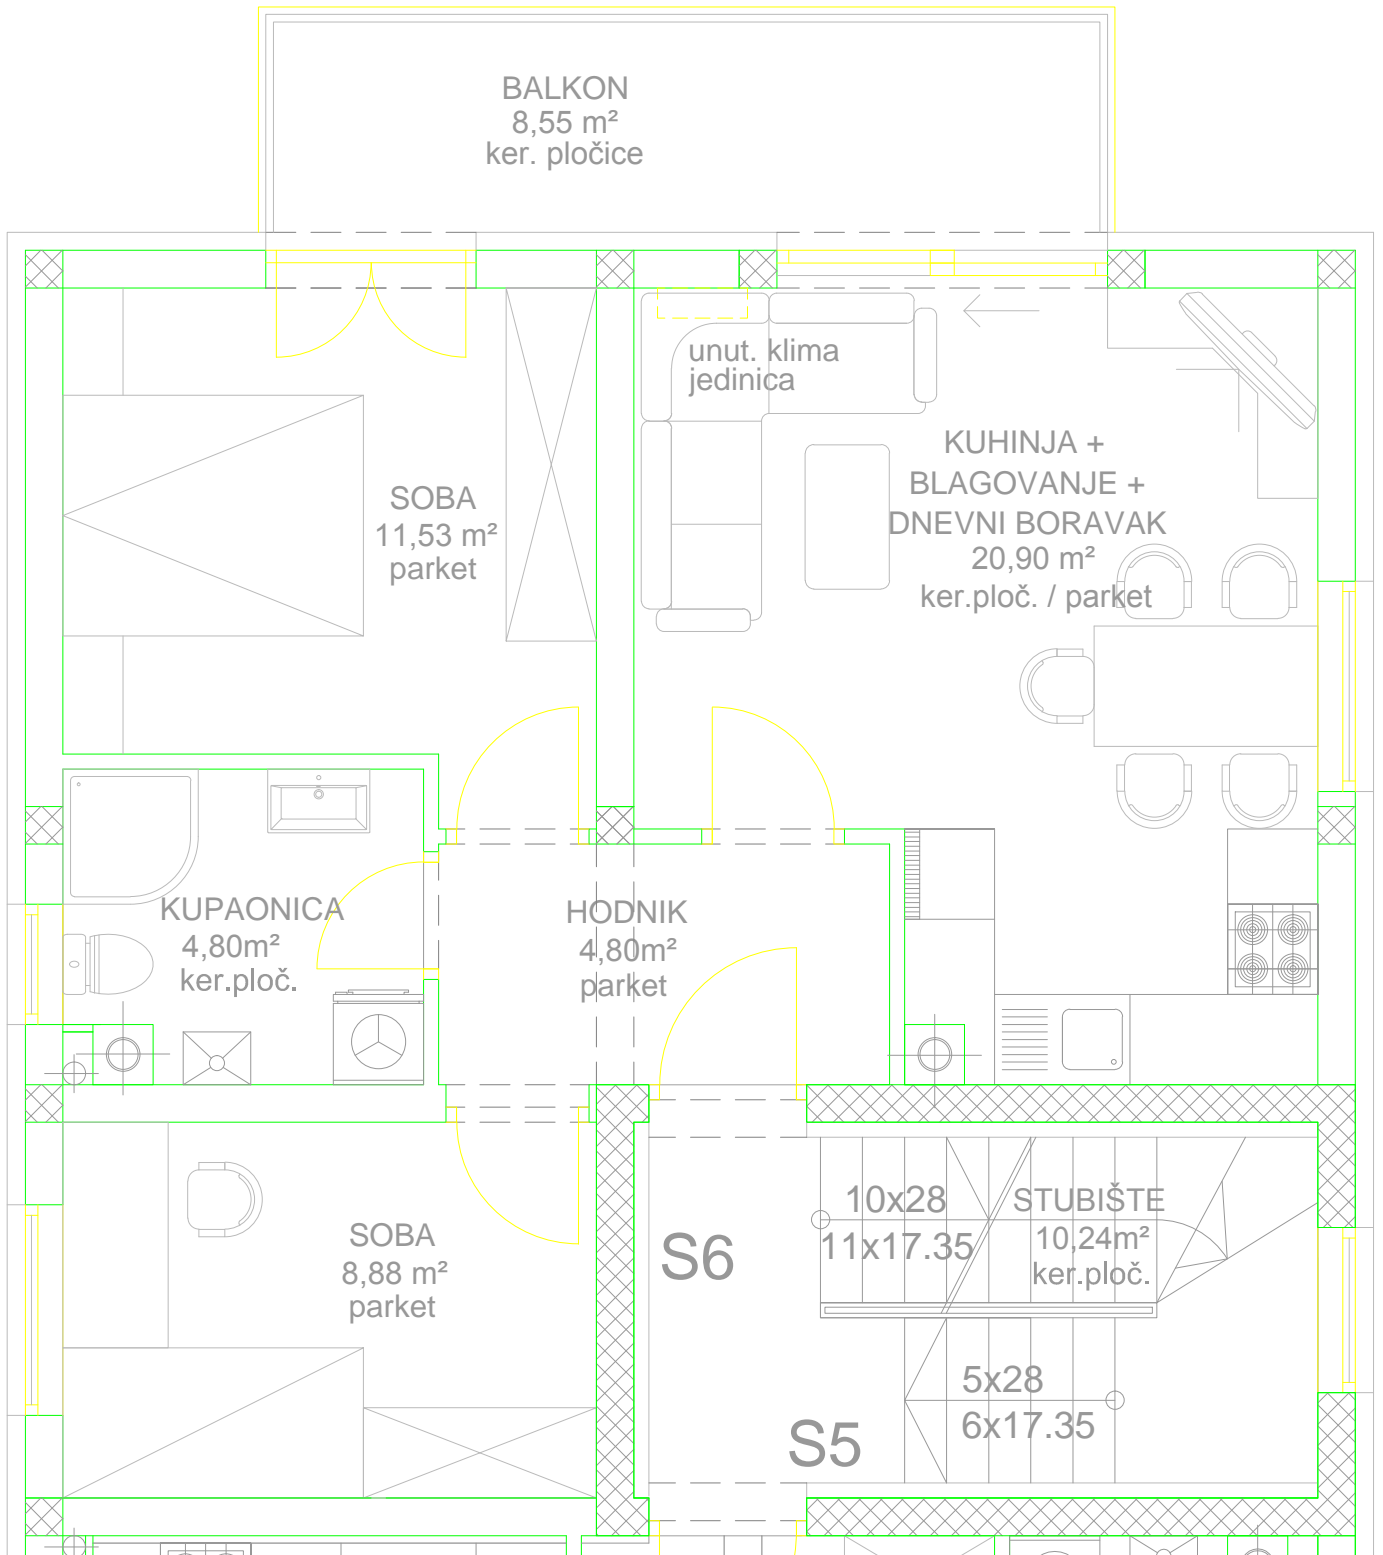 BALKON
8,55 m²
ker. pločice
unut. klima
jedinica
KUHINJA +
BLAGOVANJE +
DNEVNI BORAVAK
20,90 m²
ker.ploč. / parket
SOBA
11,53 m²
parket
KUPAONICA
4,80m²
ker.ploč.
HODNIK
4,80m²
parket
SOBA
8,88 m²
parket
S6
10x28
11x17.35
STUBIŠTE
10,24m²
ker.ploč.
S5
5x28
6x17.35